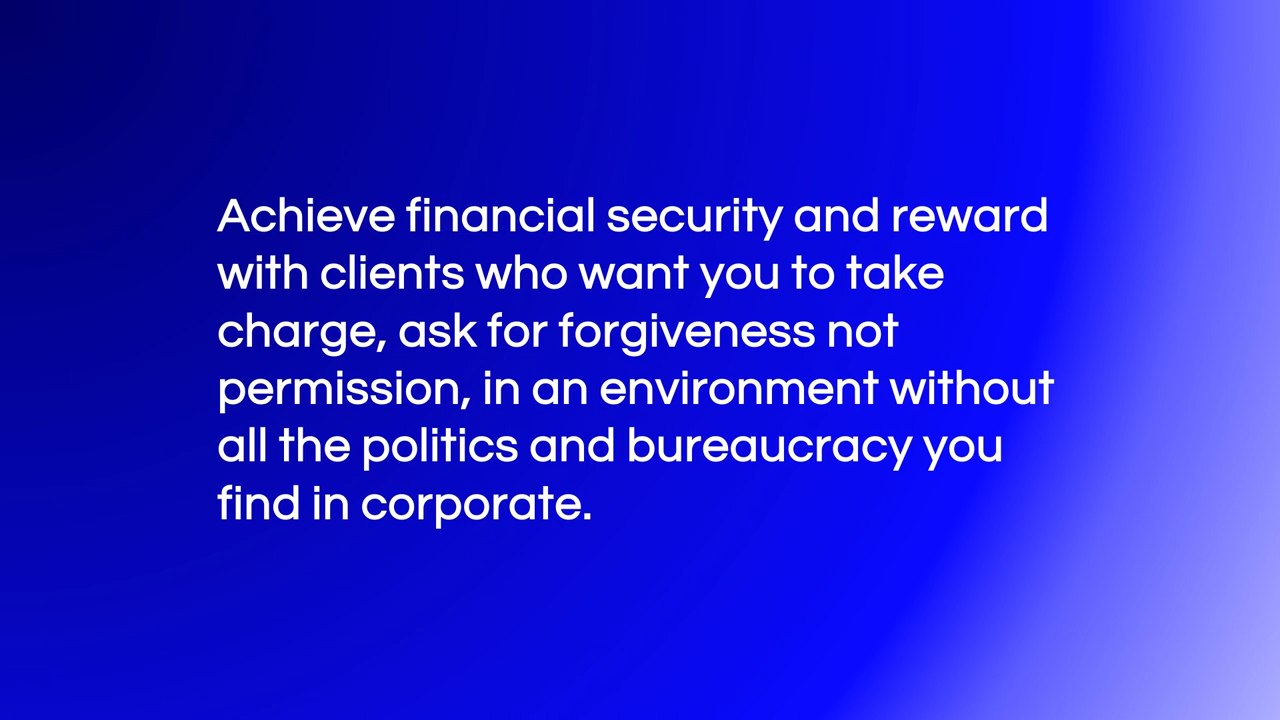 Achieve financial security and reward
with clients who want you to take
charge, ask for forgiveness not
permission, in an environment without
all the politics and bureaucracy you
find in corporate.